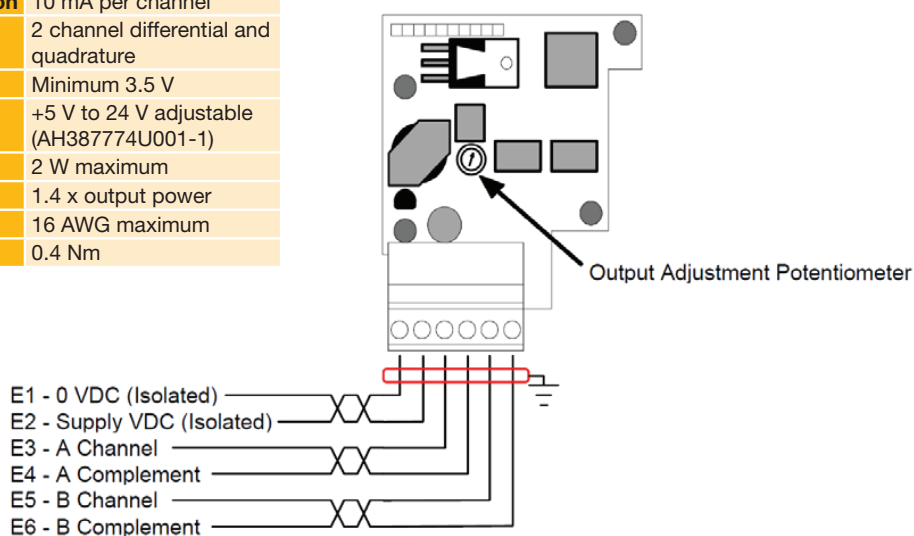 10 mA per channel
2 channel differential and
quadrature
Minimum 3.5 V
+5 V to 24 V adjustable
(AH387774U001-1)
2 W maximum
1.4 x output power
16 AWG maximum
0.4 Nm
Output Adjustment Potentiometer
E1 - 0 VDC (Isolated)
E2 - Supply VDC (Isolated)
E3 - A Channel
E4 - A Complement
E5 - B Channel
E6 - B Complement